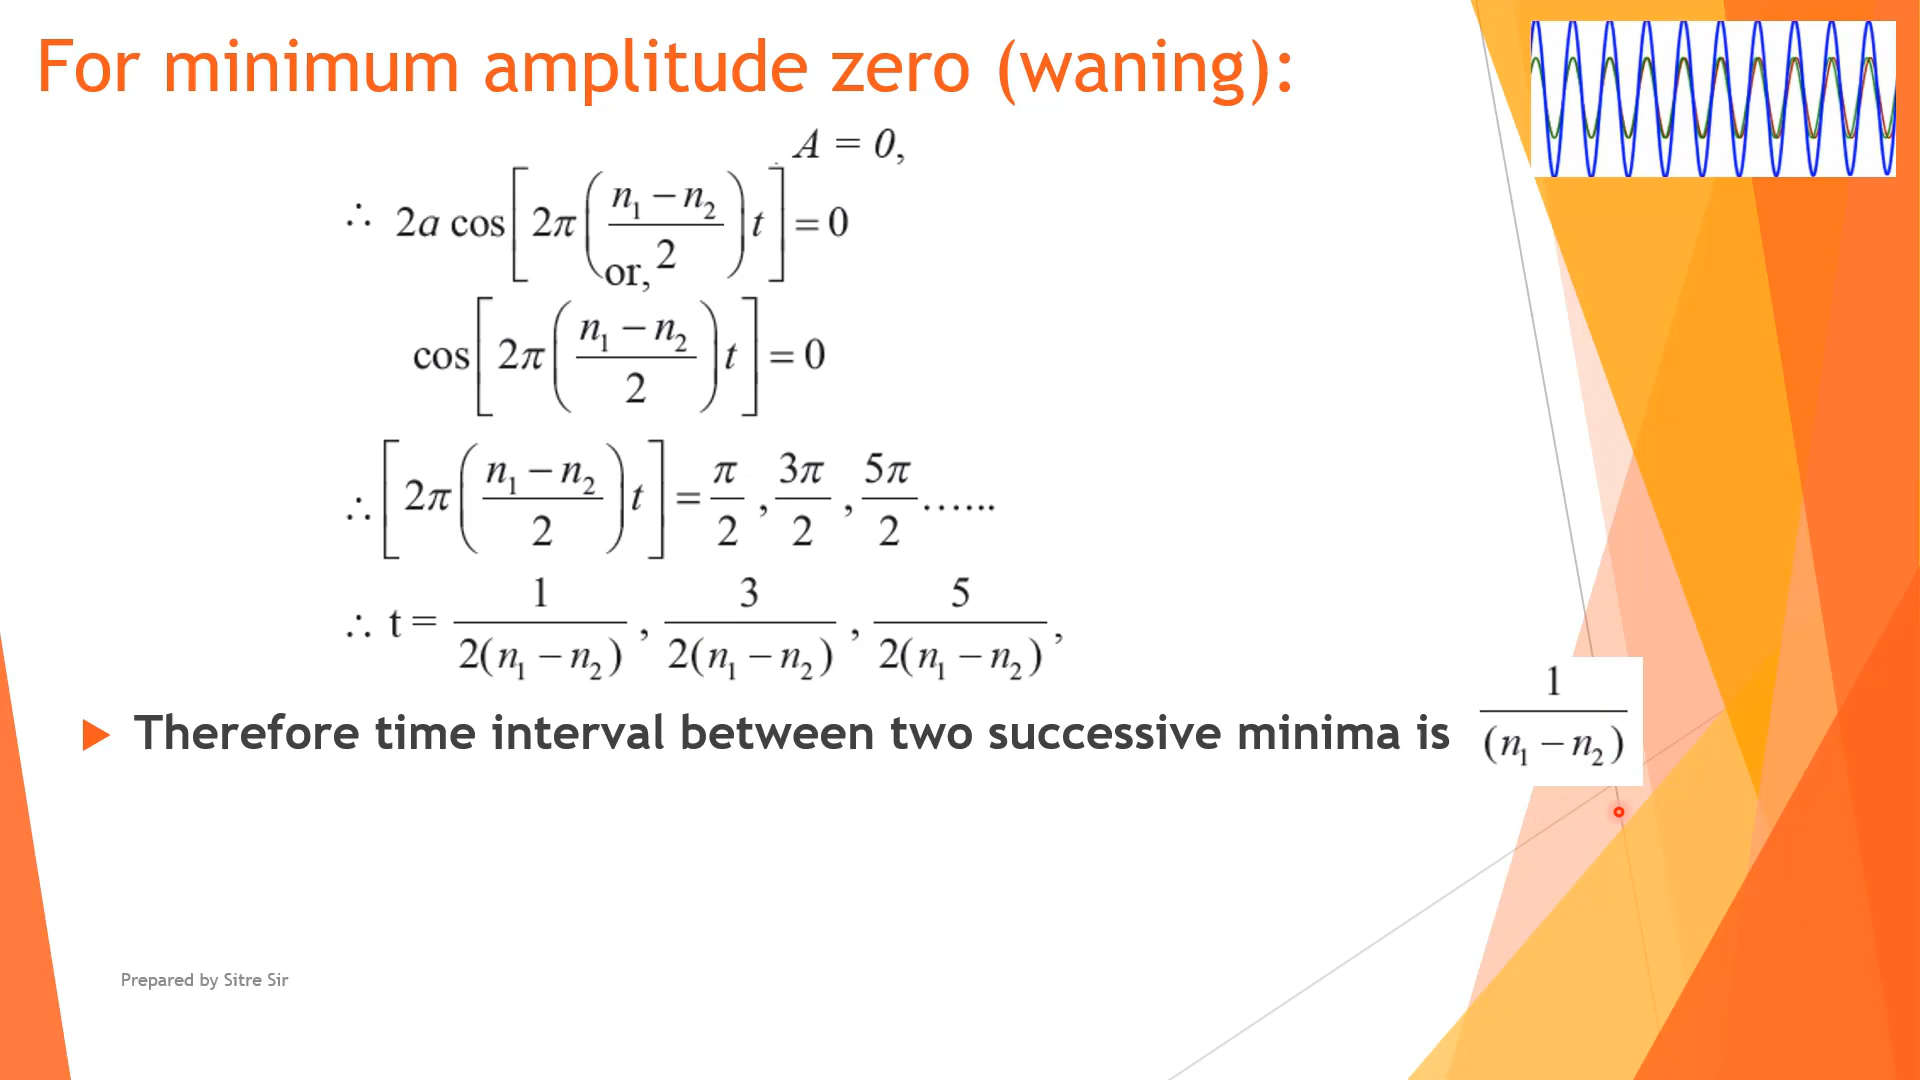 For minimum amplitude zero (waning):
A = 0,
∴ 2a cos[2π((n₁ − n₂)/2)t] = 0
or,
cos[2π((n₁ − n₂)/2)t] = 0
∴ [2π((n₁ − n₂)/2)t] = π/2 , 3π/2 , 5π/2 ......
∴ t = 1/(2(n₁ − n₂)) , 3/(2(n₁ − n₂)) , 5/(2(n₁ − n₂)) ,
Therefore time interval between two successive minima is 1/(n₁ − n₂)
Prepared by Sitre Sir